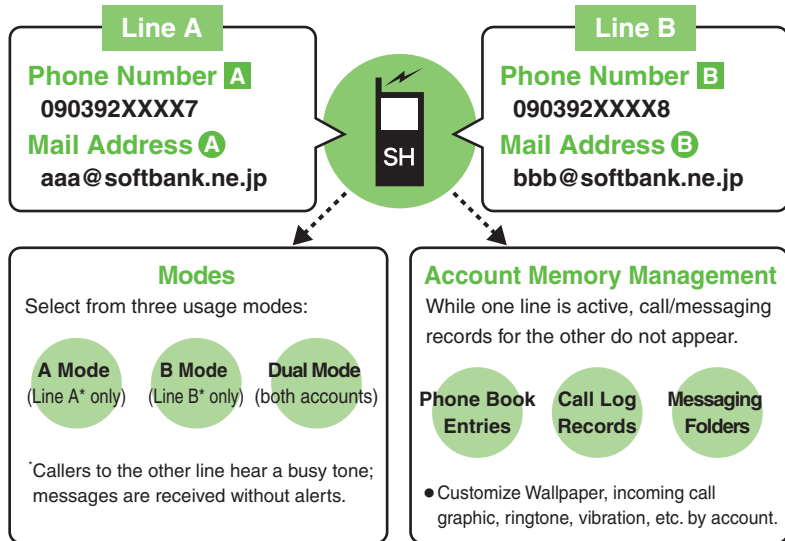 Line A
Phone Number A
090392XXXX7
Mail Address A
aaa@softbank.ne.jp
SH
Line B
Phone Number B
090392XXXX8
Mail Address B
bbb@softbank.ne.jp
Modes
Select from three usage modes:
A Mode
(Line A* only)
B Mode
(Line B* only)
Dual Mode
(both accounts)
*Callers to the other line hear a busy tone;
messages are received without alerts.
Account Memory Management
While one line is active, call/messaging
records for the other do not appear.
Phone Book
Entries
Call Log
Records
Messaging
Folders
● Customize Wallpaper, incoming call
graphic, ringtone, vibration, etc. by account.